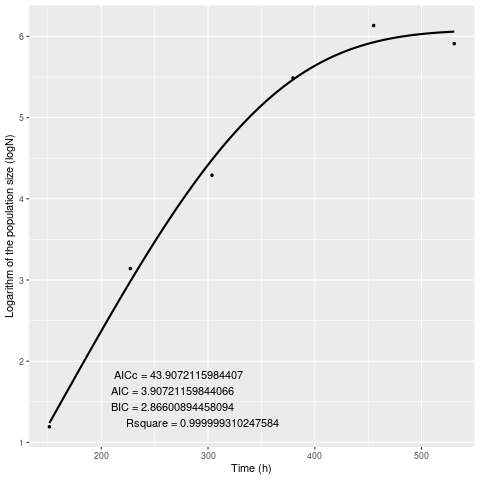 6
5
4
3
2
1
Logarithm of the population size (logN)
AICc = 43.9072115984407
AIC = 3.90721159844066
BIC = 2.86600894458094
Rsquare = 0.999999310247584
200 300 400 500
Time (h)